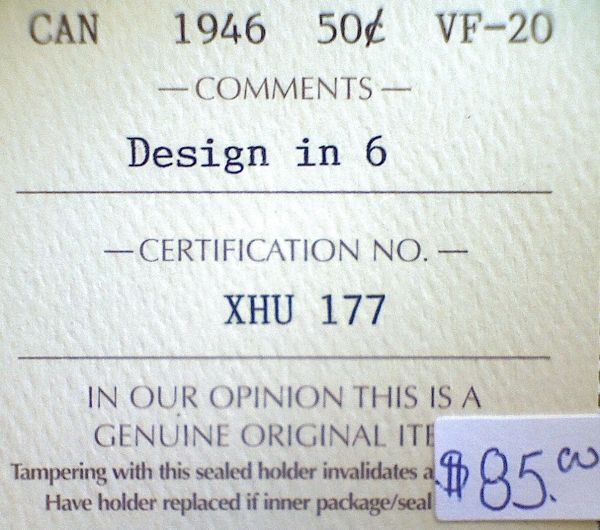 CAN 1946 50¢ VF-20
— COMMENTS —
Design in 6
— CERTIFICATION NO. —
XHU 177
IN OUR OPINION THIS IS A
GENUINE ORIGINAL ITE
Tampering with this sealed holder invalidates a
Have holder replaced if inner package/seal
$85.00